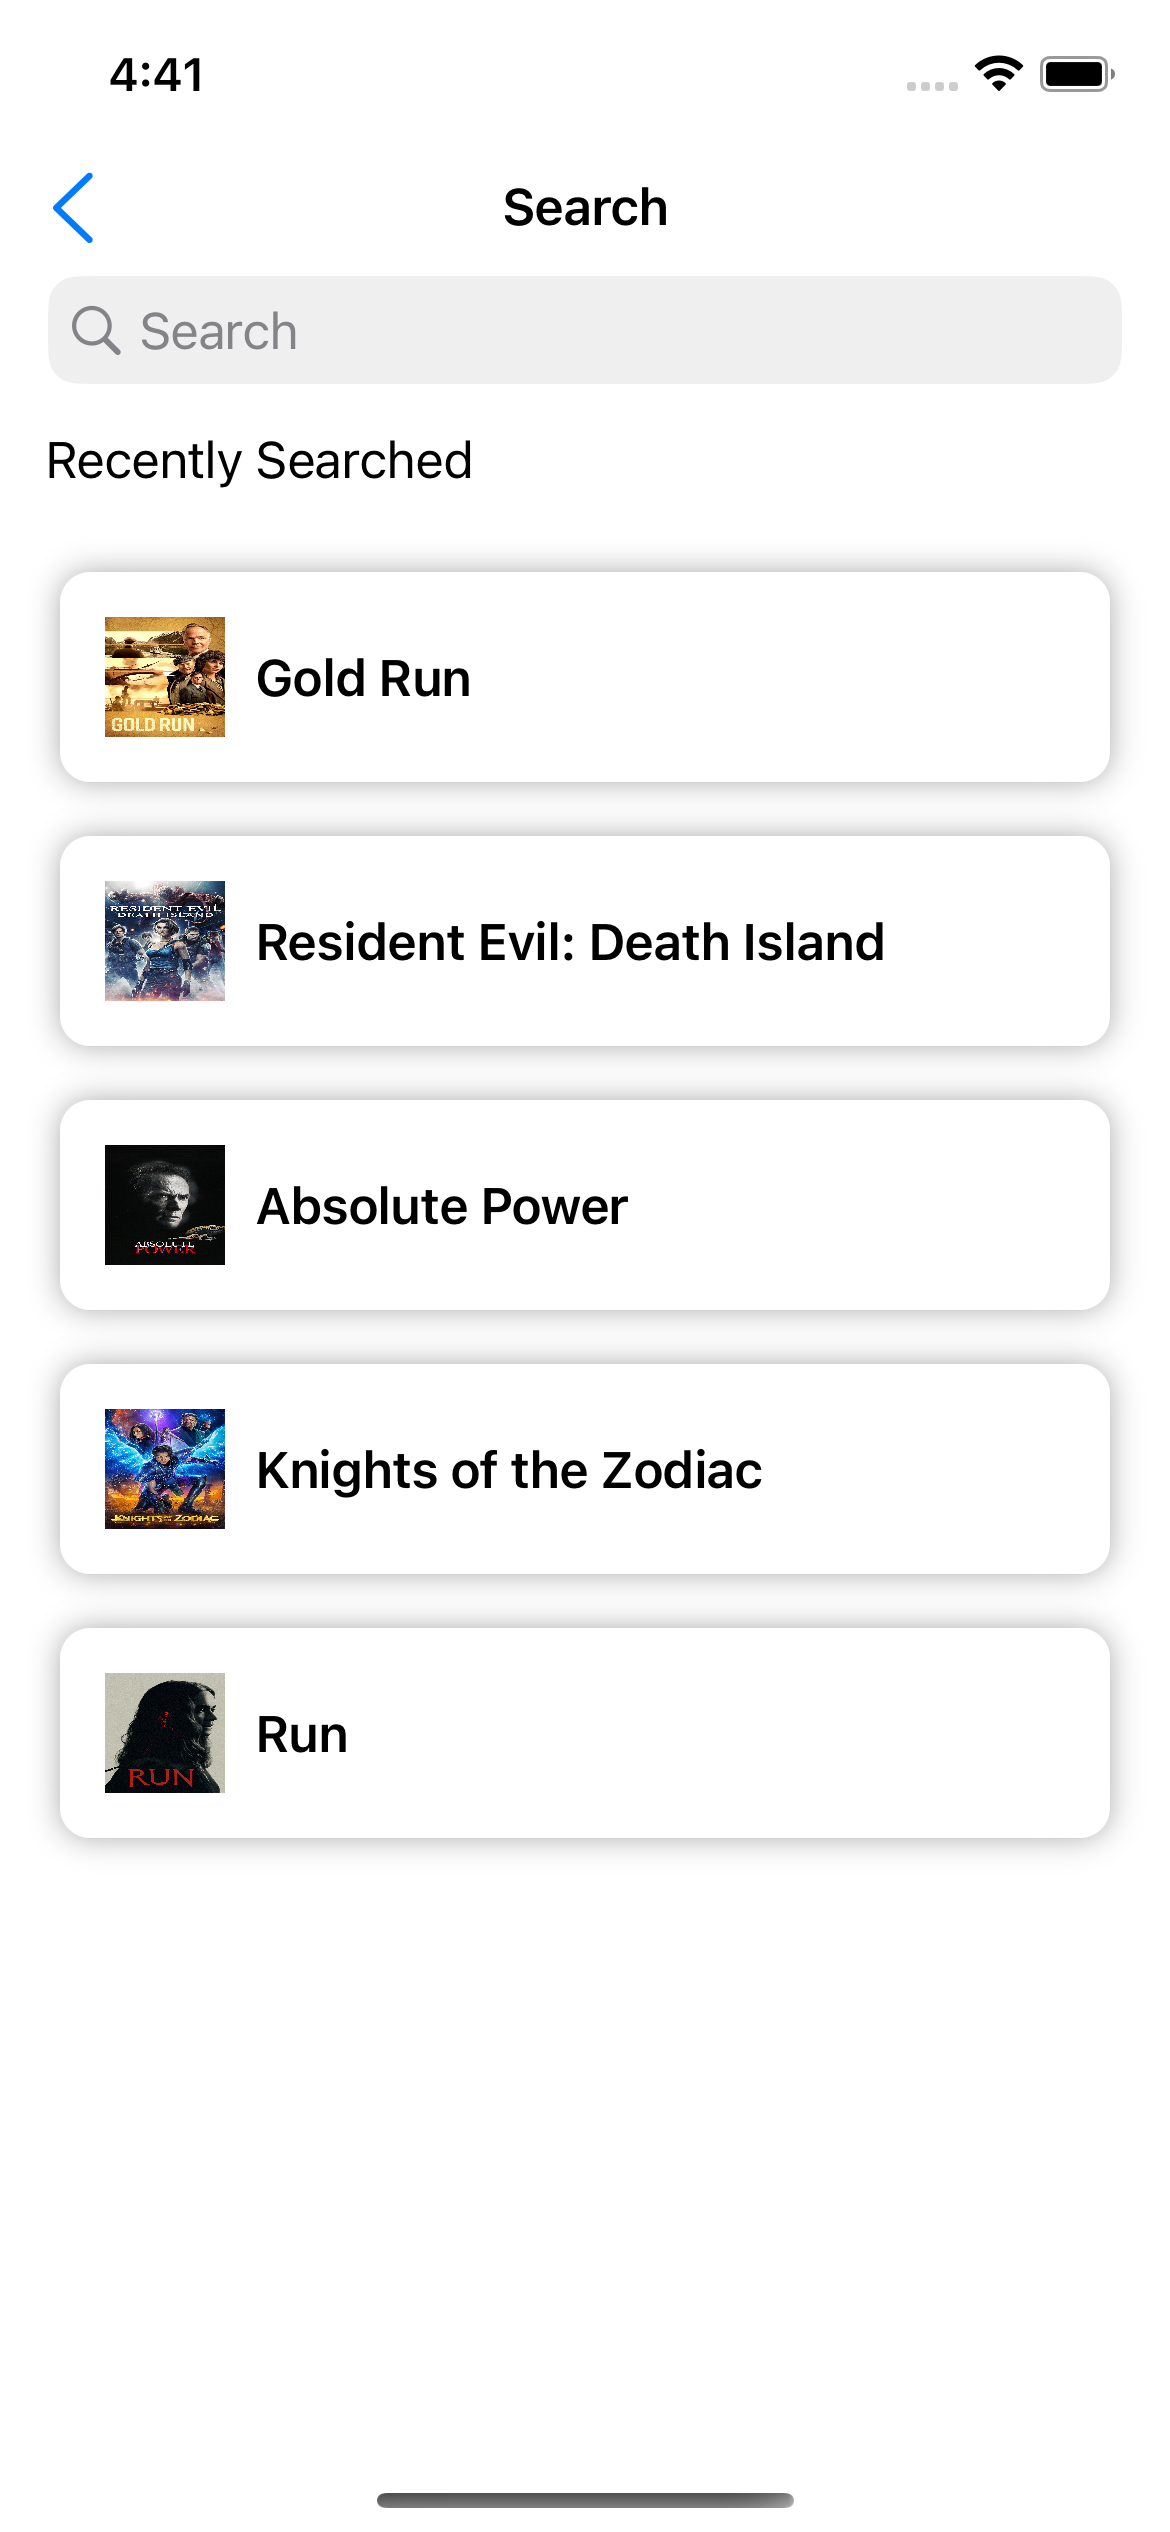 4:41
Search
Search
Recently Searched
GOLD RUN
Gold Run
RESIDENT EVIL
DEATH ISLAND
Resident Evil: Death Island
ABSOLUTE
POWER
Absolute Power
KNIGHTS OF THE ZODIAC
Knights of the Zodiac
RUN
Run